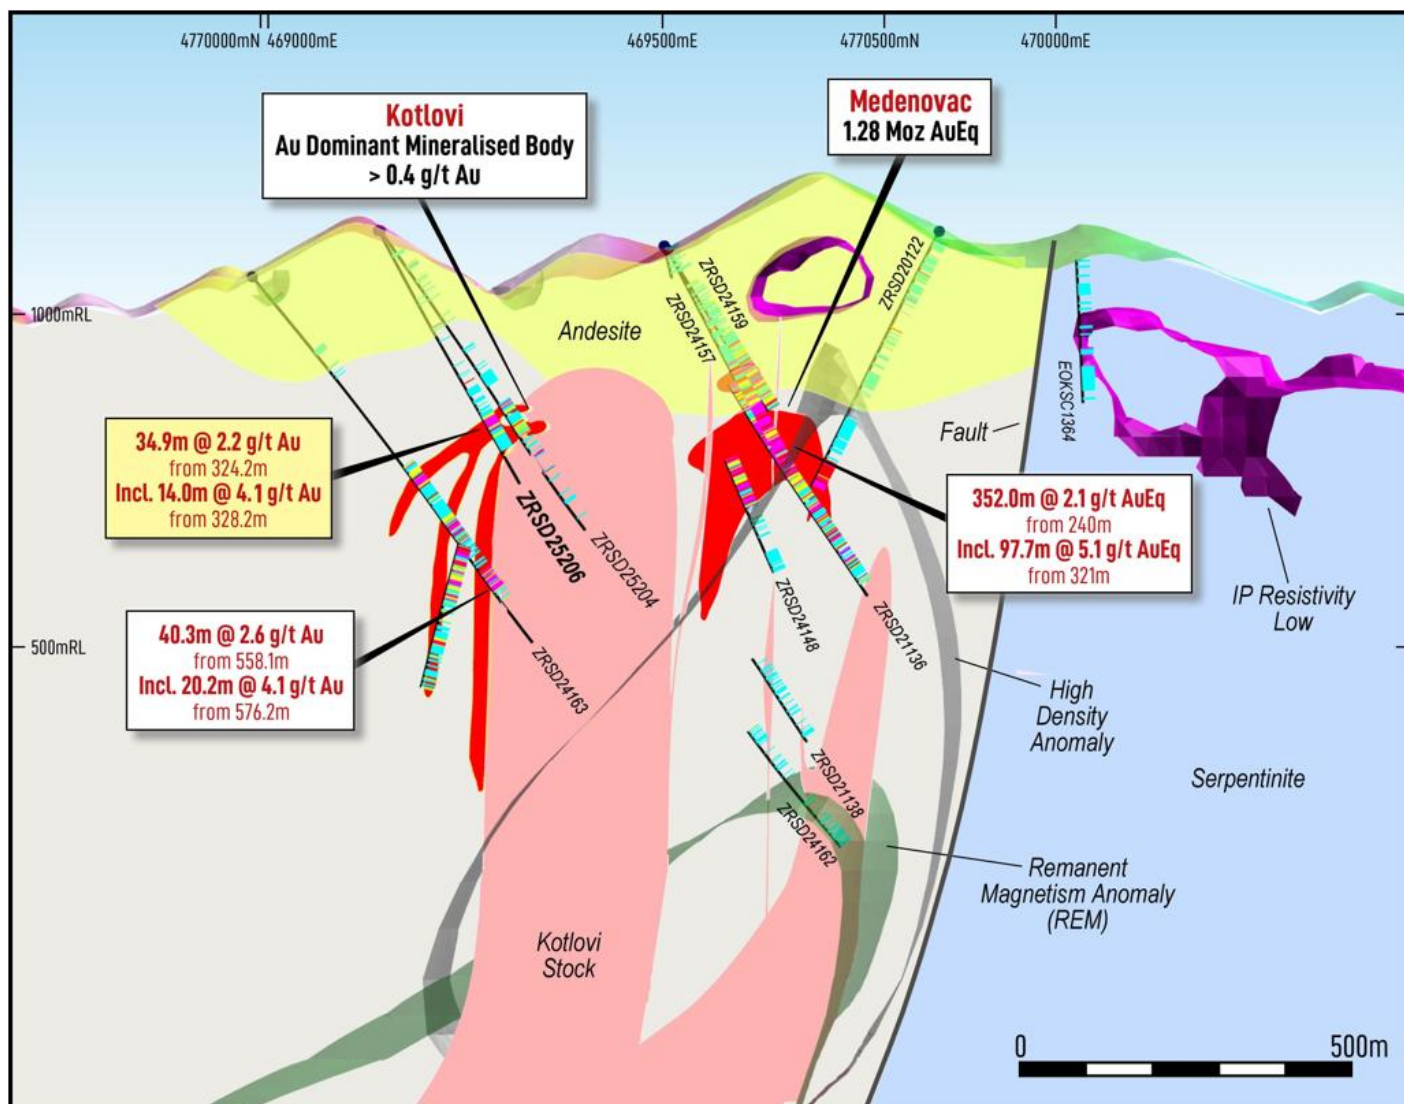 4770000mN
469000mE
469500mE
4770500mN
470000mE
Kotlovi
Au Dominant Mineralised Body
> 0.4 g/t Au
Medenovac
1.28 Moz AuEq
1000mRL
500mRL
Andesite
ZRSD24159
ZRSD24157
ZRSD20122
EOKSC1364
Fault
34.9m @ 2.2 g/t Au
from 324.2m
Incl. 14.0m @ 4.1 g/t Au
from 328.2m
352.0m @ 2.1 g/t AuEq
from 240m
Incl. 97.7m @ 5.1 g/t AuEq
from 321m
ZRSD25206
ZRSD25204
ZRSD24148
ZRSD21136
IP Resistivity
Low
40.3m @ 2.6 g/t Au
from 558.1m
Incl. 20.2m @ 4.1 g/t Au
from 576.2m
ZRSD24163
High
Density
Anomaly
ZRSD21138
ZRSD24162
Serpentinite
Remanent
Magnetism Anomaly
(REM)
Kotlovi
Stock
0
500m